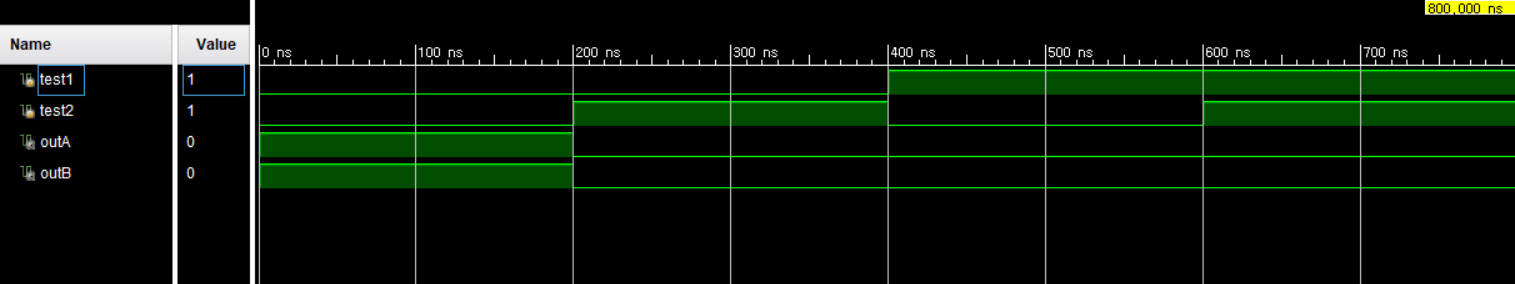 800,000 ns
Name Value
0 ns 100 ns 200 ns 300 ns 400 ns 500 ns 600 ns 700 ns
test1 1
test2 1
outA 0
outB 0